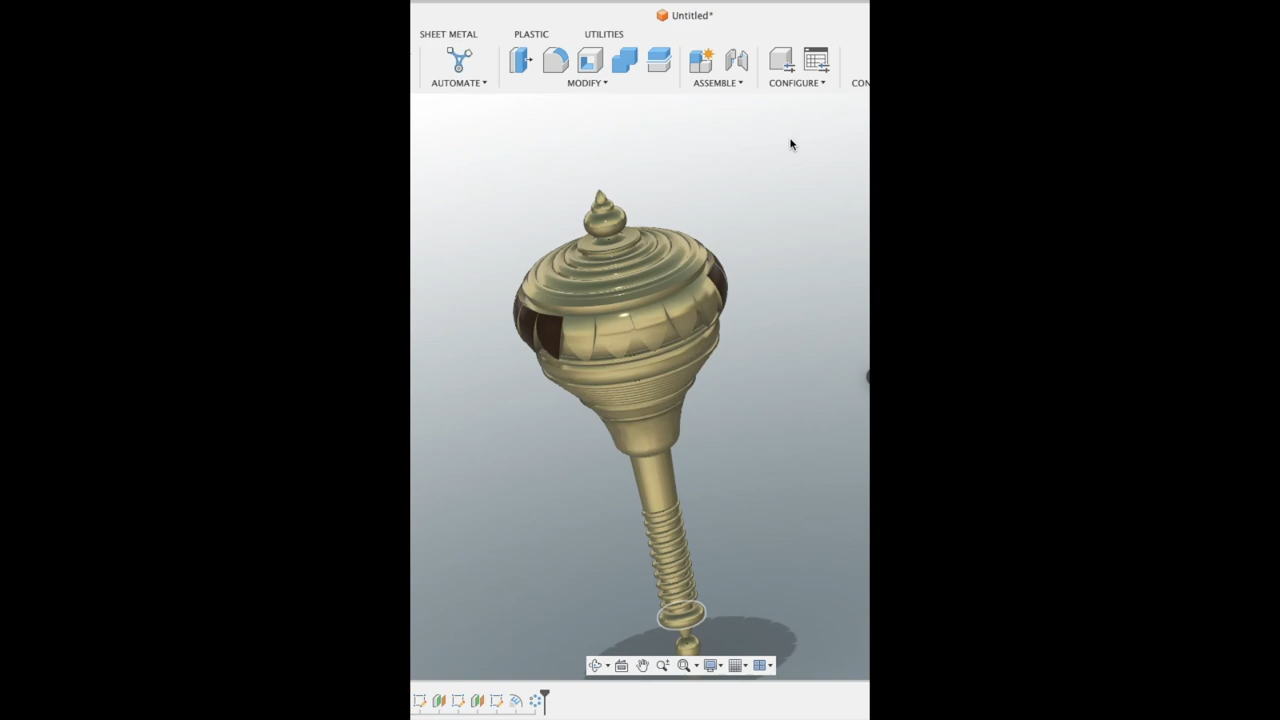 Untitled*
SHEET METAL PLASTIC UTILITIES
AUTOMATE MODIFY ASSEMBLE CONFIGURE CON